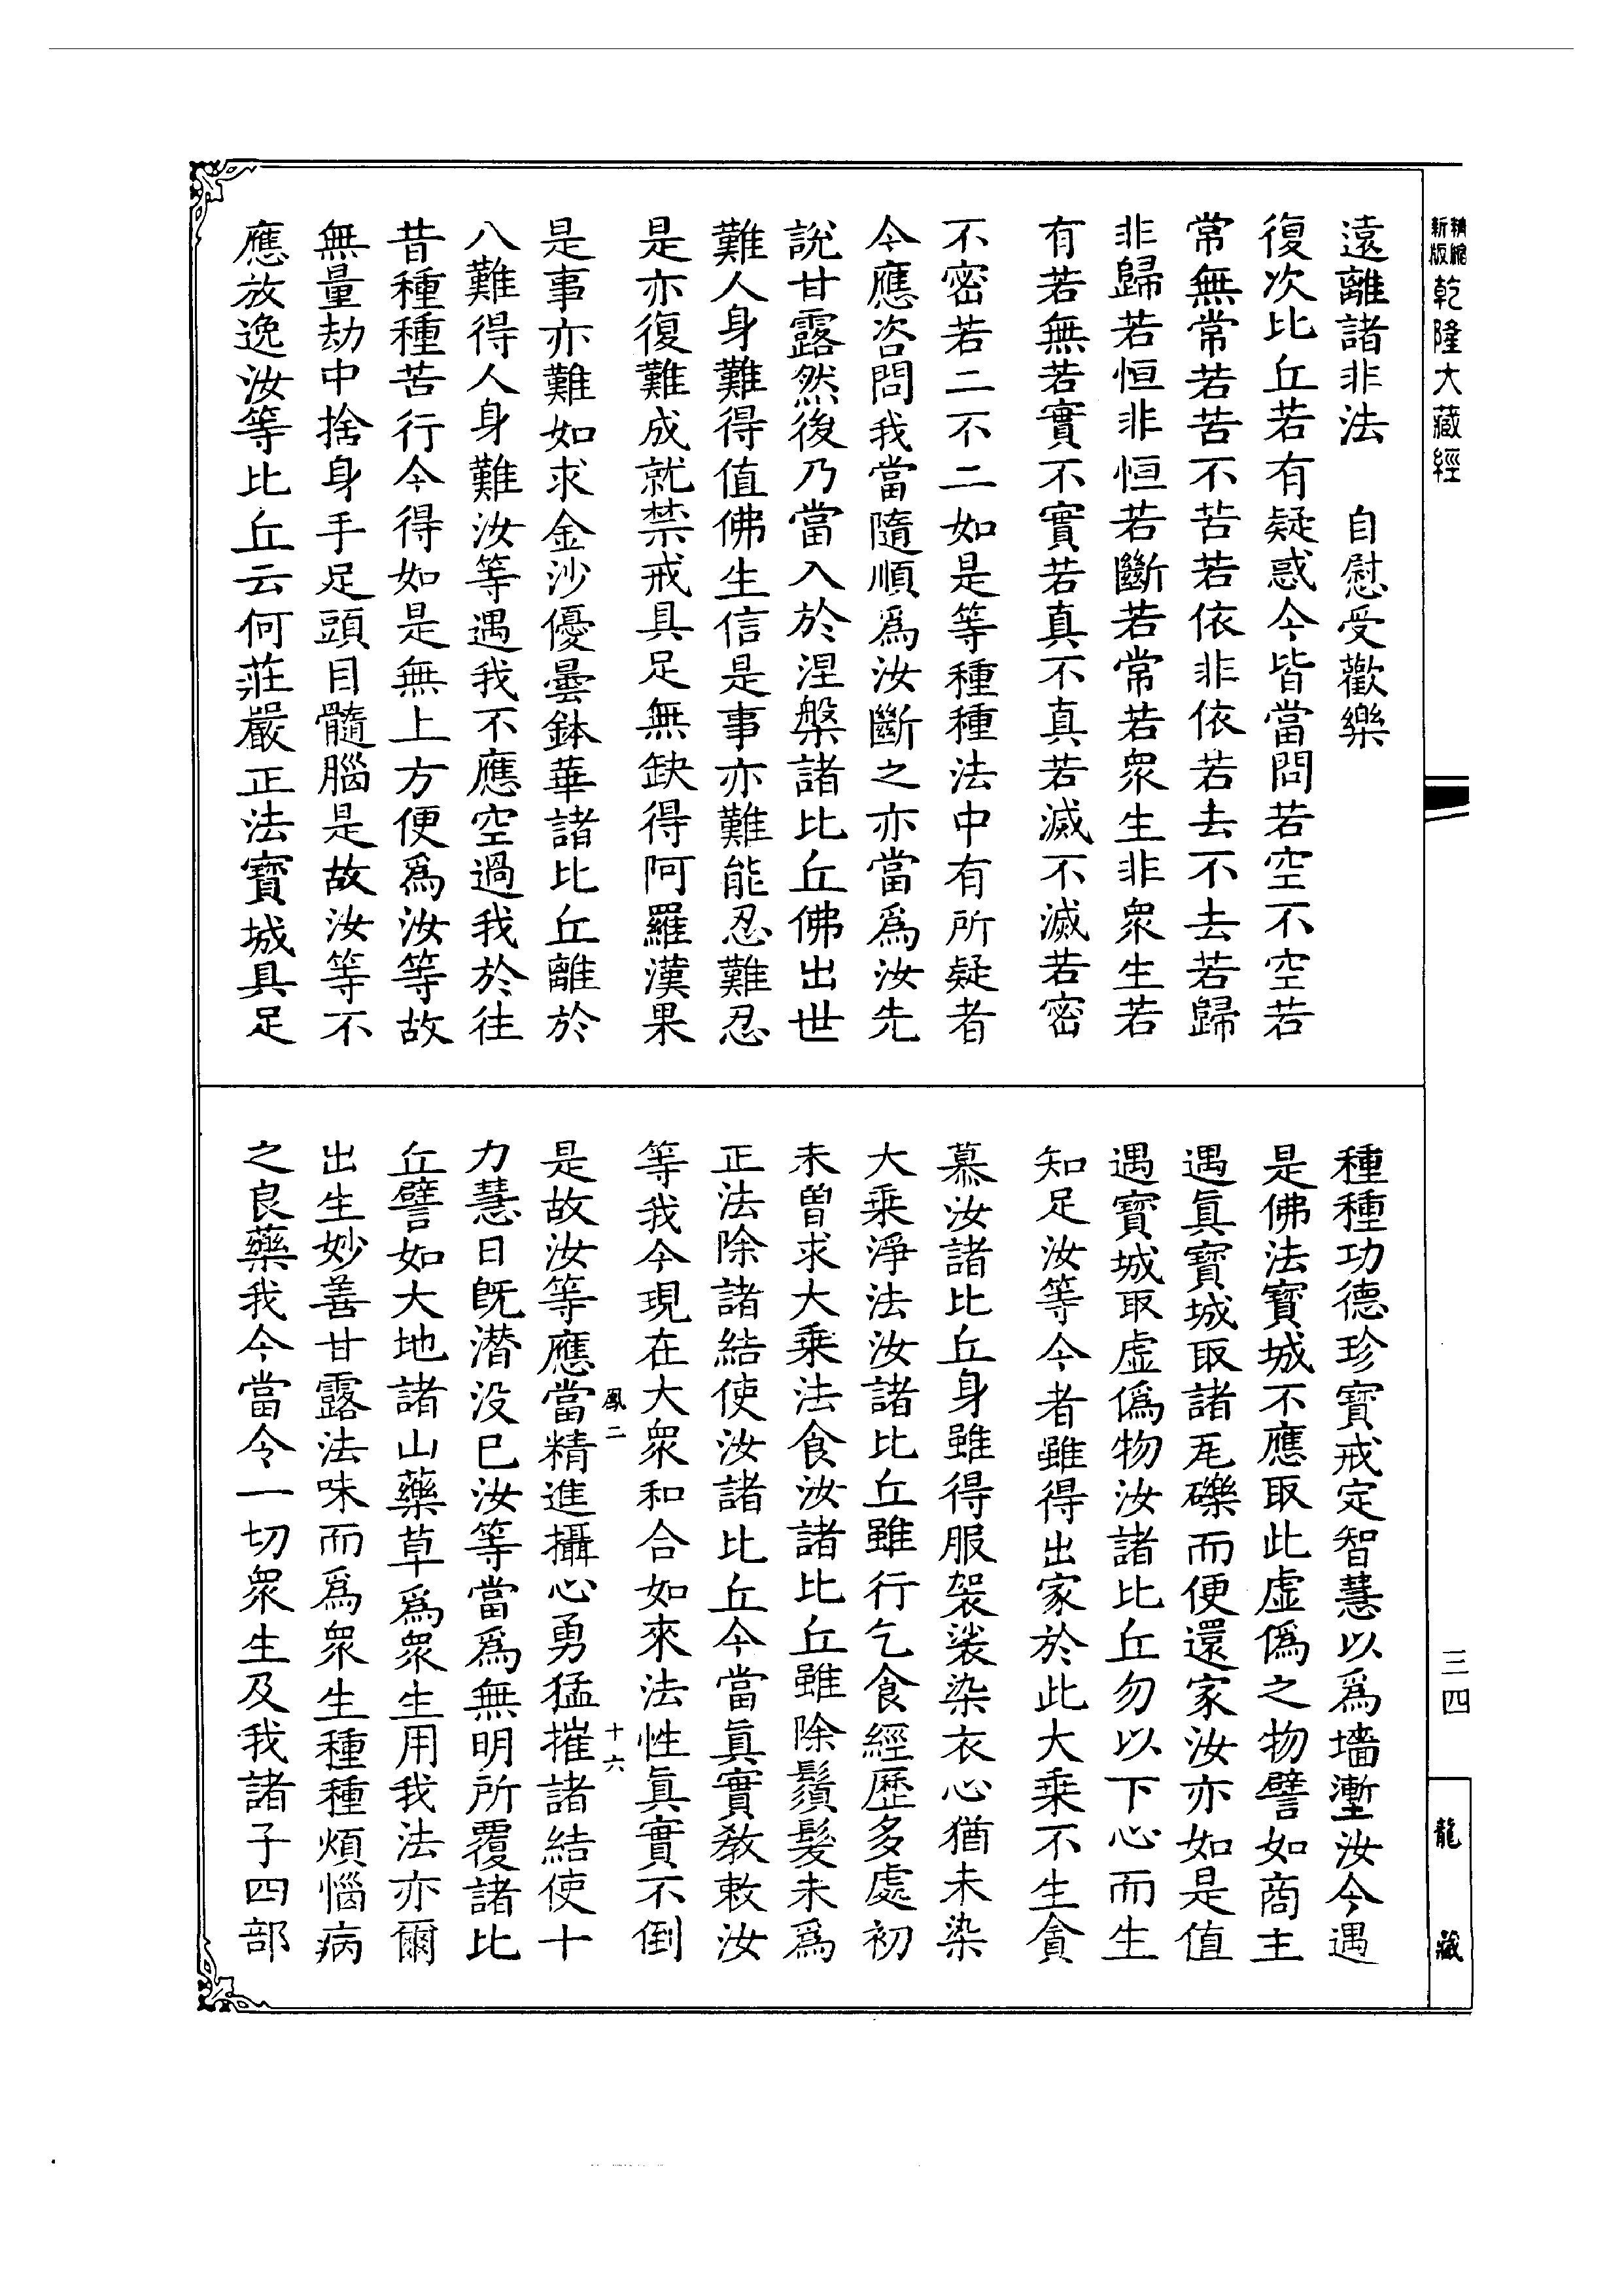 精縮
新版
乾隆大藏經
遠離諸非法　自慰受歡樂
復次比丘若有疑惑今皆當問若空不空若
常無常若苦不苦若依非依若去不去若歸
非歸若恒非恒若斷若常若眾生非眾生若
有若無若實不實若真不真若滅不滅若密
不密若二不二如是等種種法中有所疑者
今應咨問我當隨順為汝斷之亦當為汝先
說甘露然後乃當入於涅槃諸比丘佛出世
難人身難得值佛生信是事亦難能忍難忍
是亦復難成就禁戒具足無缺得阿羅漢果
是事亦難如求金沙優曇鉢華諸比丘離於
八難得人身難汝等遇我不應空過我於往
昔種種苦行今得如是無上方便為汝等故
無量劫中捨身手足頭目髓腦是故汝等不
應放逸汝等比丘云何莊嚴正法寶城具足
種種功德珍寶戒定智慧以為墻塹汝今遇
是佛法寶城不應取此虛偽之物譬如商主
遇真寶城取諸瓦礫而便還家汝亦如是值
遇寶城取虛偽物汝諸比丘勿以下心而生
知足汝等今者雖得出家於此大乘不生貪
慕汝諸比丘身雖得服袈裟染衣心猶未染
大乘淨法汝諸比丘雖行乞食經歷多處初
未曾求大乘法食汝諸比丘雖除鬚髮未為
正法除諸結使汝諸比丘今當真實教敕汝
等我今現在大眾和合如來法性真實不倒
鳳二
十六
是故汝等應當精進攝心勇猛摧諸結使十
力慧日既潛没已汝等當為無明所覆諸比
丘譬如大地諸山藥草為眾生用我法亦爾
出生妙善甘露法味而為眾生種種煩惱病
之良藥我今當令一切眾生及我諸子四部
三四
龍藏